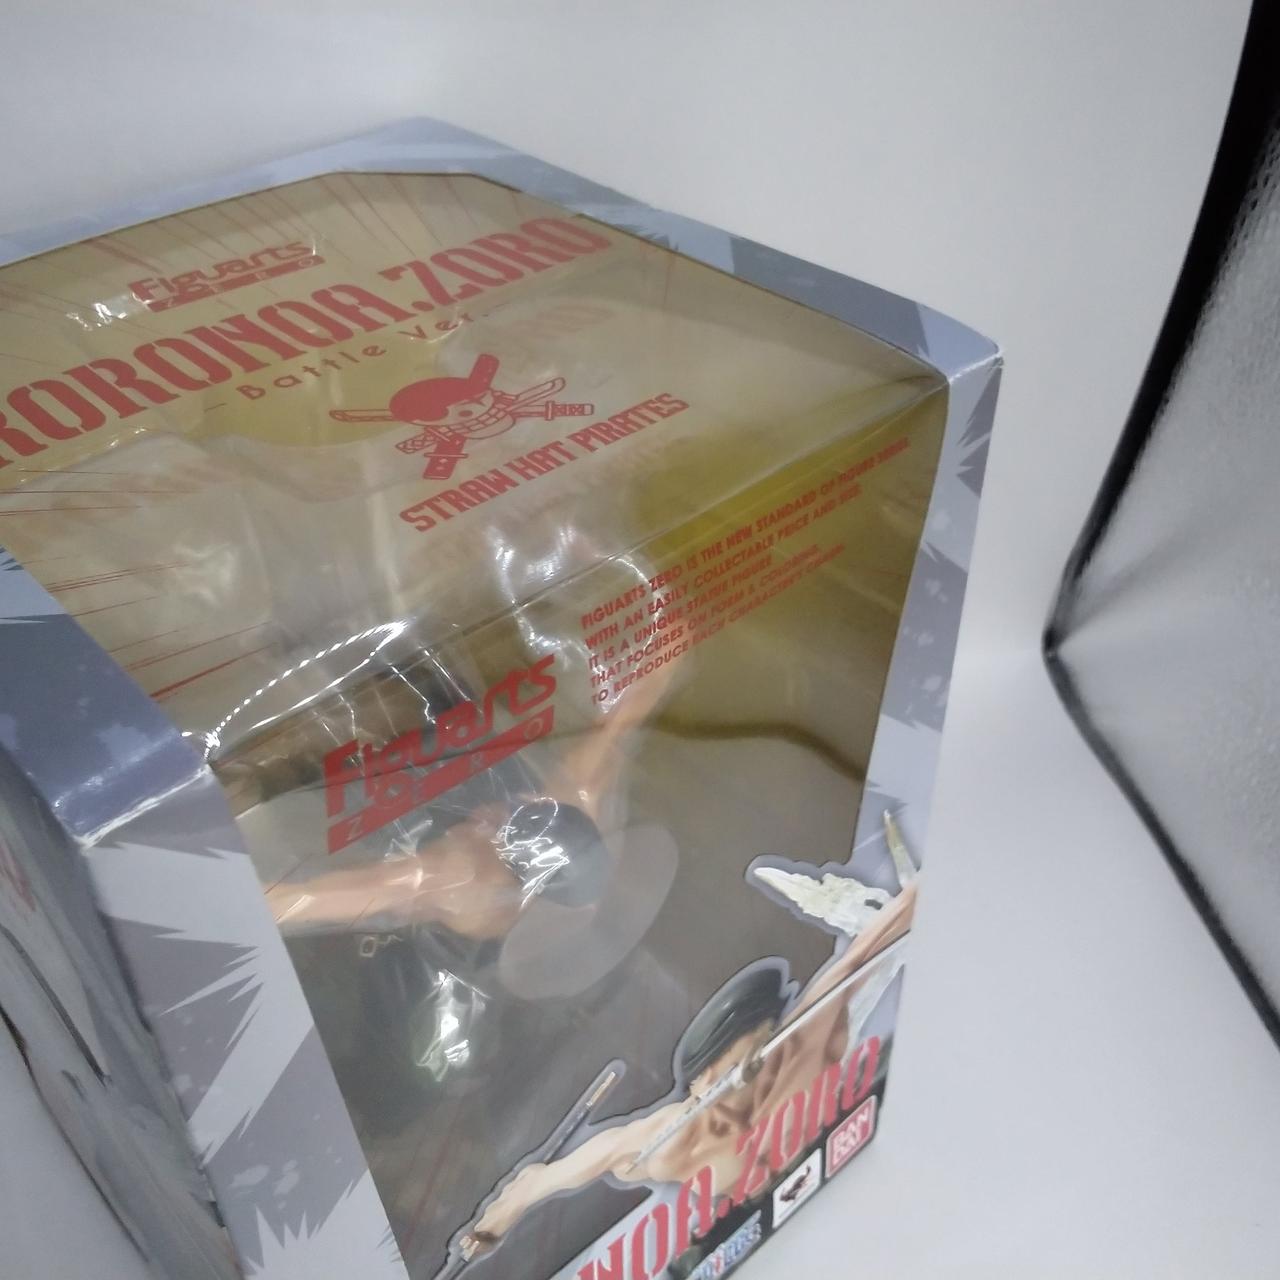 Figuarts
ZERO
RORONOA.ZORO
Battle Ver.
STRAW HAT PIRATES
FIGUARTS ZERO IS THE NEW STANDARD OF FIGURE SERIES
WITH AN EASILY COLLECTABLE PRICE AND SIZE.
IT IS A UNIQUE STATUE FIGURE
THAT FOCUSES ON FORM & COLORING
TO REPRODUCE EACH CHARACTER'S CHARM.
Figuarts
ZERO
NOA.ZORO
BAN
DAI